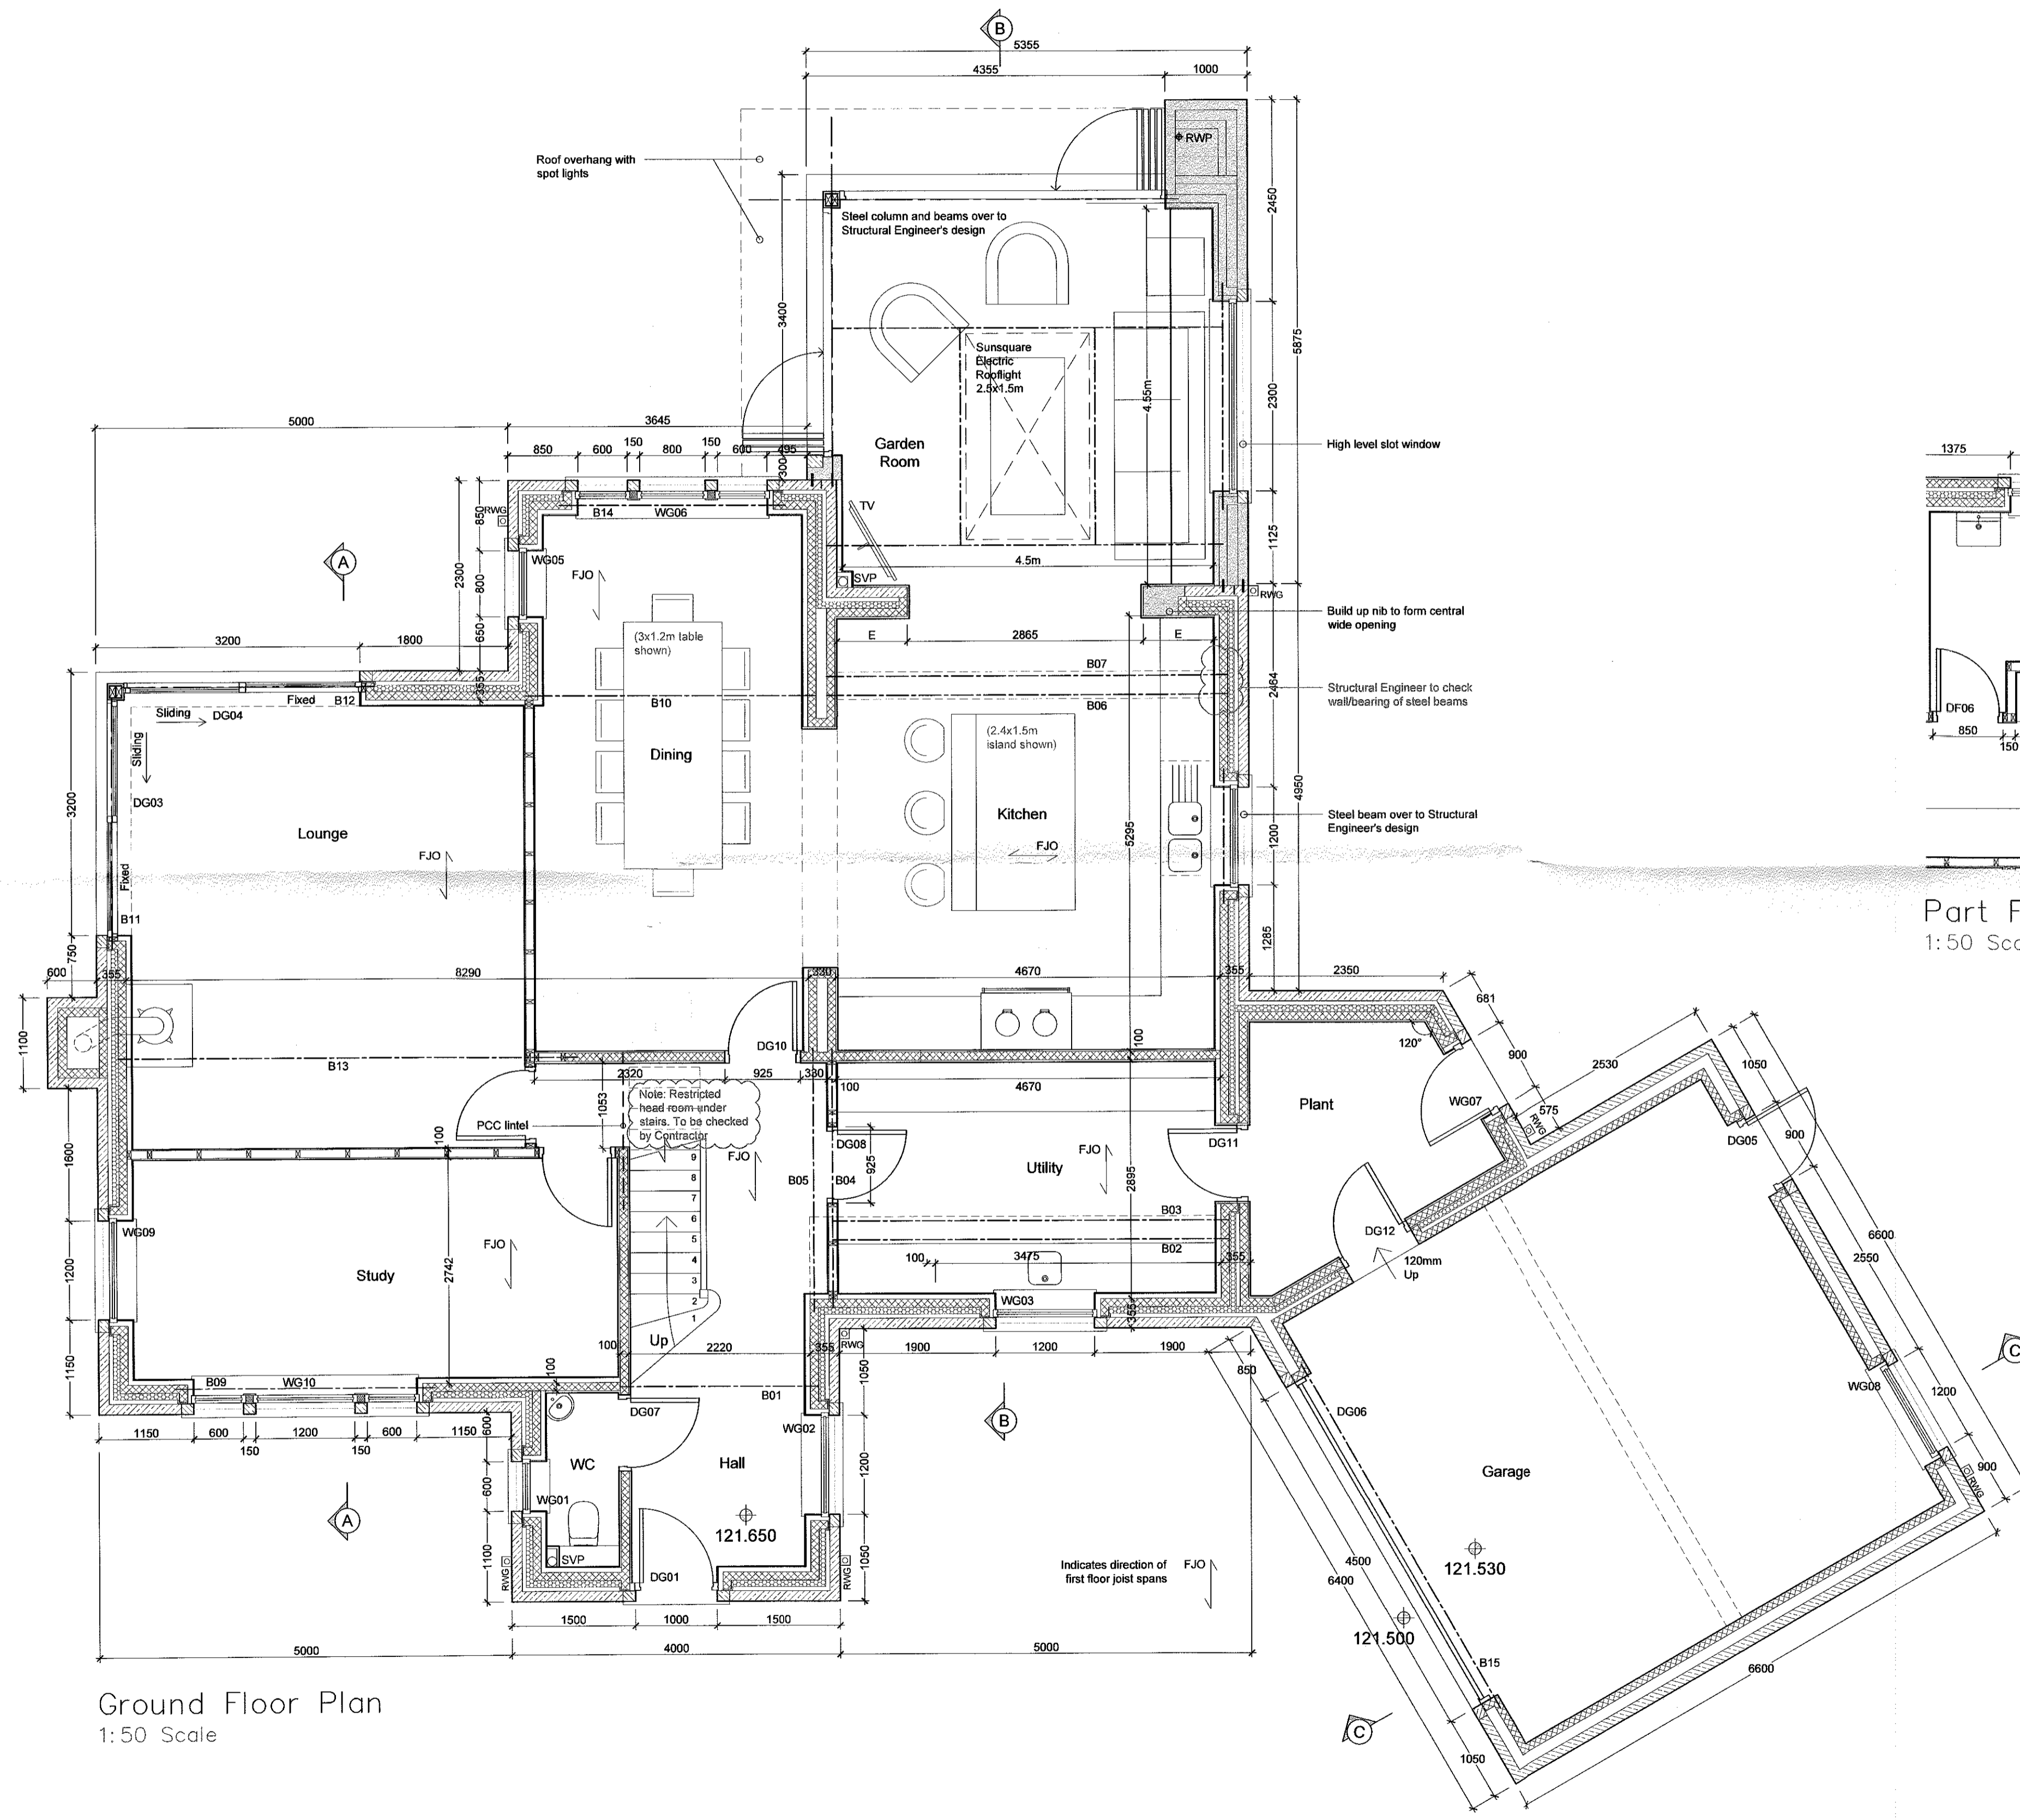 B
5355
4355
1000
RWP
Roof overhang with
spot lights
2450
Steel column and beams over to
Structural Engineer's design
3400
5875
Sunsquare
Electric
Rooflight
2.5x1.5m
4.55m
2300
5000
3645
1375
850
600
150
800
150
600
495
300
Garden
Room
High level slot window
RWG
850
B14
WG06
TV
1125
A
WG05
4.5m
2300
800
FJO
SVP
RWG
Build up nib to form central
wide opening
650
(3x1.2m table
shown)
3200
1800
E
2865
E
B07
2464
Structural Engineer to check
wall/bearing of steel beams
355
Fixed
B12
B10
B06
Sliding
DG04
DF06
850
150
Sliding
(2.4x1.5m
island shown)
Dining
DG03
3200
4950
Lounge
Kitchen
Steel beam over to Structural
Engineer's design
5295
1200
FJO
FJO
Fixed
B11
Part F
1:50 Sca
1285
750
600
355
8290
330
4670
355
2350
681
1100
DG10
100
120°
900
B13
2320
925
330
100
4670
2530
1050
Note: Restricted
head room under
stairs. To be checked
by Contractor
1053
PCC lintel
Plant
WG07
575
RWG
100
DG08
DG11
DG05
900
1600
9
FJO
925
FJO
8
B05
B04
Utility
2895
7
B03
WG09
6
DG12
6600
FJO
5
B02
2550
100
3475
355
120mm
Up
4
1200
Study
2742
3
2
WG03
1
355
Up
RWG
100
2220
355
1900
1200
1900
C
1150
100
850
1050
B09
WG10
B01
WG08
1200
DG07
DG06
600
WG02
B
1150
600
1200
600
1150
150
150
WC
Hall
1200
900
Garage
RWG
600
WG01
A
121.650
1100
SVP
1050
4500
121.530
Indicates direction of
first floor joist spans
FJO
RWG
DG01
RWG
6400
1500
1000
1500
121.500
5000
4000
5000
B15
6600
Ground Floor Plan
1:50 Scale
C
1050